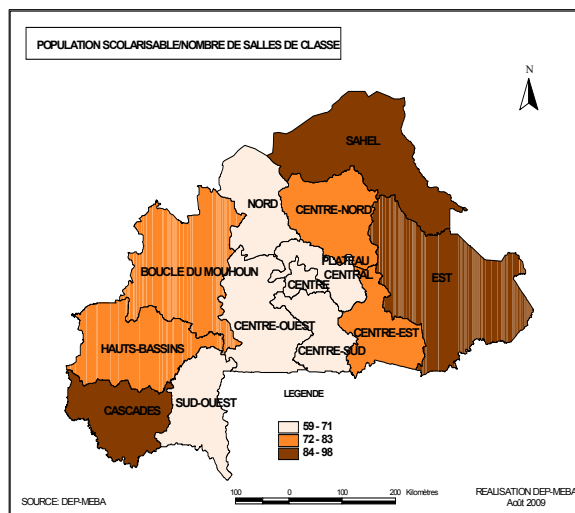 POPULATION SCOLARISABLE/NOMBRE DE SALLES DE CLASSE
N
SAHEL
NORD
CENTRE-NORD
PLATEAU
CENTRAL
EST
BOUCLE DU MOUHOUN
CENTRE
CENTRE-OUEST
CENTRE-EST
HAUTS-BASSINS
CENTRE-SUD
LEGENDE
SUD-OUEST
CASCADES
59 - 71
72 - 83
84 - 98
100 0 100 200 Kilomètres
SOURCE: DEP-MEBA
REALISATION DEP-MEBA
Août 2009